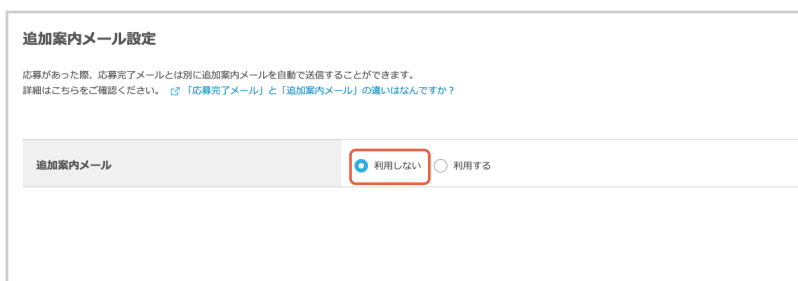 追加案内メール設定
応募があった際、応募完了メールとは別に追加案内メールを自動で送信することができます。
詳細はこちらをご確認ください。 「応募完了メール」と「追加案内メール」の違いはなんですか？
追加案内メール 利用しない 利用する